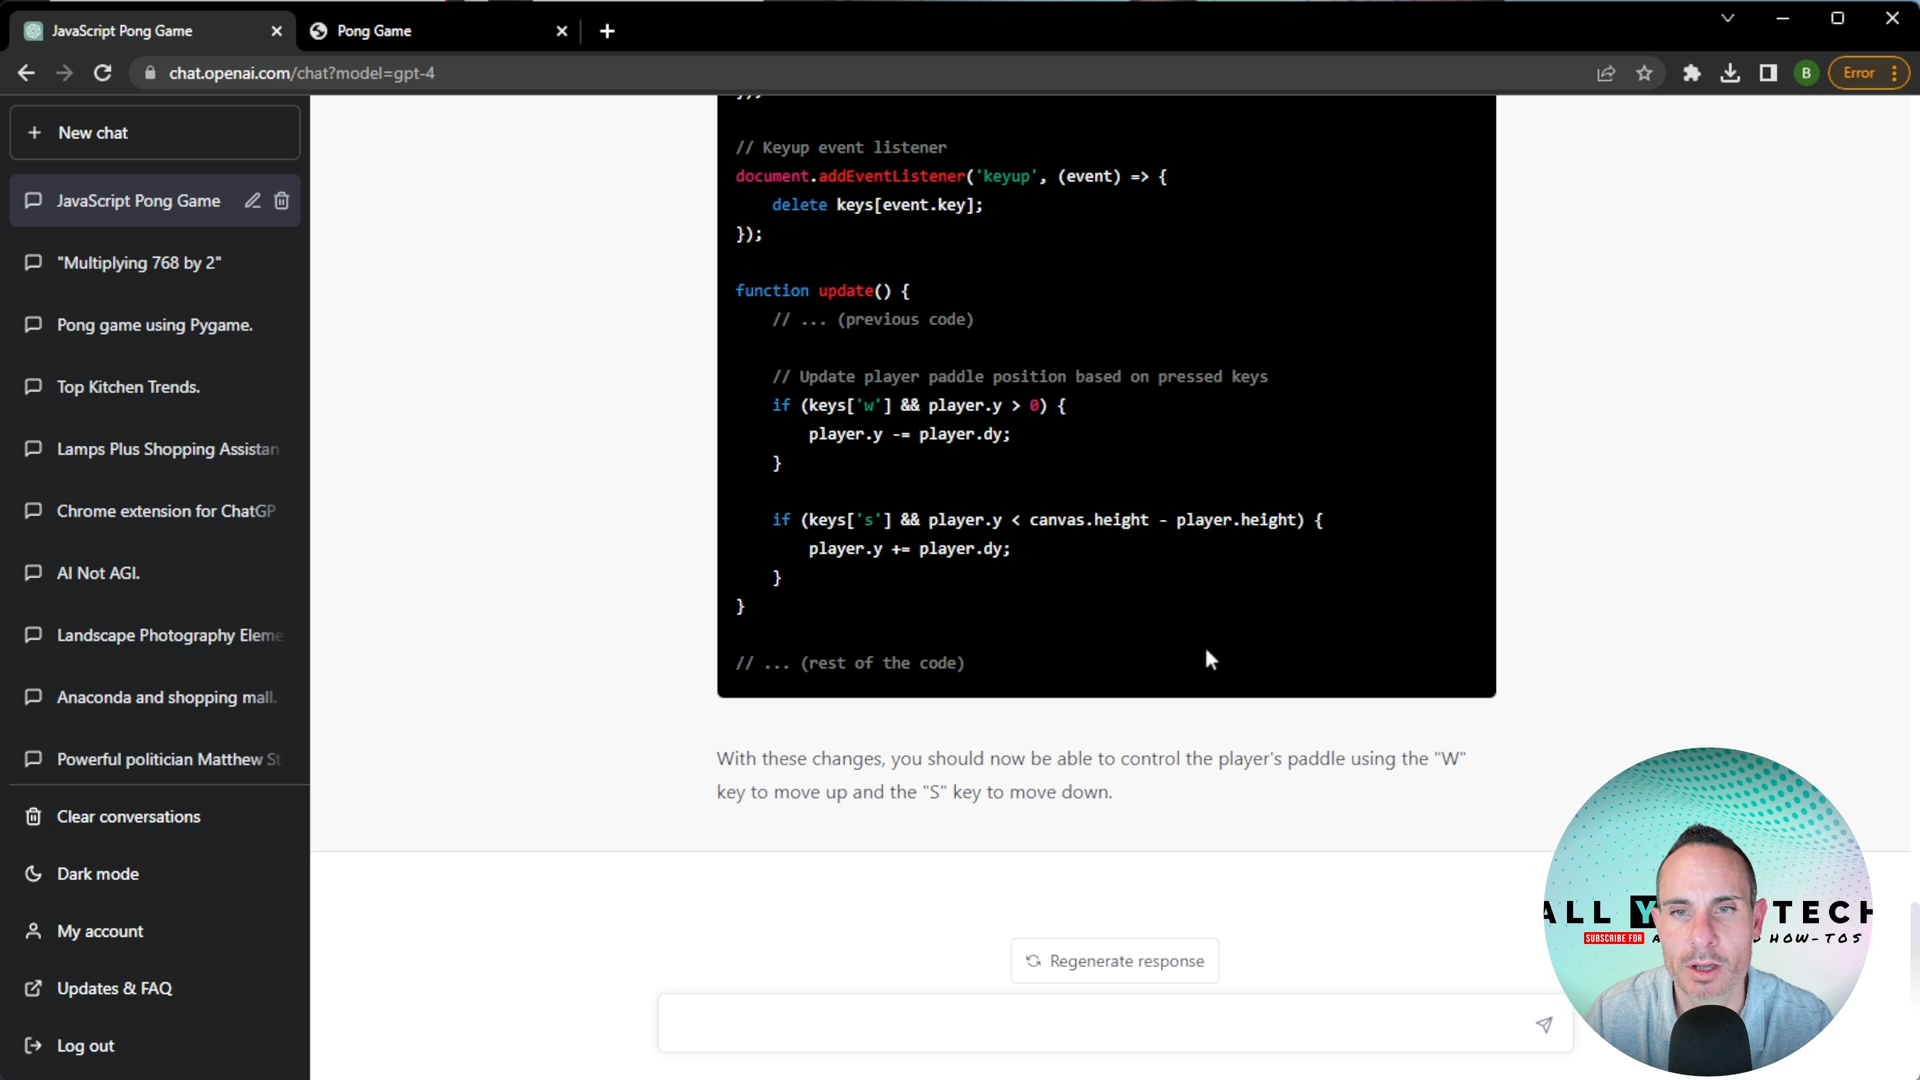 JavaScript Pong Game
Pong Game
chat.openai.com/chat?model=gpt-4
B
Error
New chat
JavaScript Pong Game
"Multiplying 768 by 2"
Pong game using Pygame.
Top Kitchen Trends.
Lamps Plus Shopping Assistan
Chrome extension for ChatGP
AI Not AGI.
Landscape Photography Eleme
Anaconda and shopping mall.
Powerful politician Matthew St
Clear conversations
Dark mode
My account
Updates & FAQ
Log out
});
// Keyup event listener
document.addEventListener('keyup', (event) => {
delete keys[event.key];
});
function update() {
// ... (previous code)
// Update player paddle position based on pressed keys
if (keys['w'] && player.y > 0) {
player.y -= player.dy;
}
if (keys['s'] && player.y < canvas.height - player.height) {
player.y += player.dy;
}
}
// ... (rest of the code)
With these changes, you should now be able to control the player's paddle using the "W"
key to move up and the "S" key to move down.
Regenerate response
ALL Y TECH
SUBSCRIBE FOR A HOW-TOS